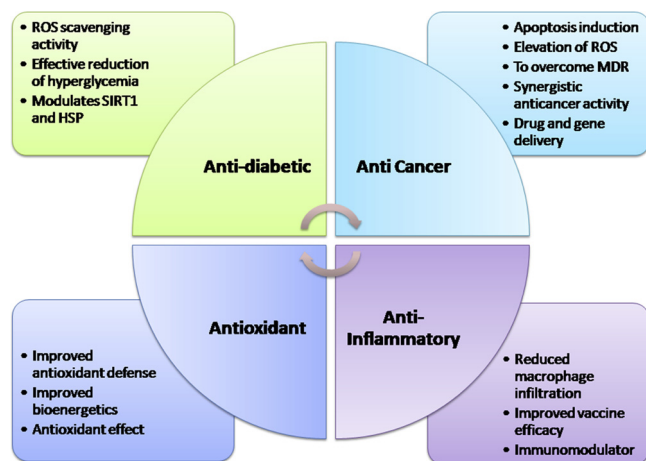 • ROS scavenging
activity
• Effective reduction
of hyperglycemia
• Modulates SIRT1
and HSP
• Apoptosis induction
• Elevation of ROS
• To overcome MDR
• Synergistic
anticancer activity
• Drug and gene
delivery
Anti-diabetic
Anti Cancer
Antioxidant
Anti-
Inflammatory
• Improved
antioxidant defense
• Improved
bioenergetics
• Antioxidant effect
• Reduced
macrophage
infiltration
• Improved vaccine
efficacy
• Immunomodulator